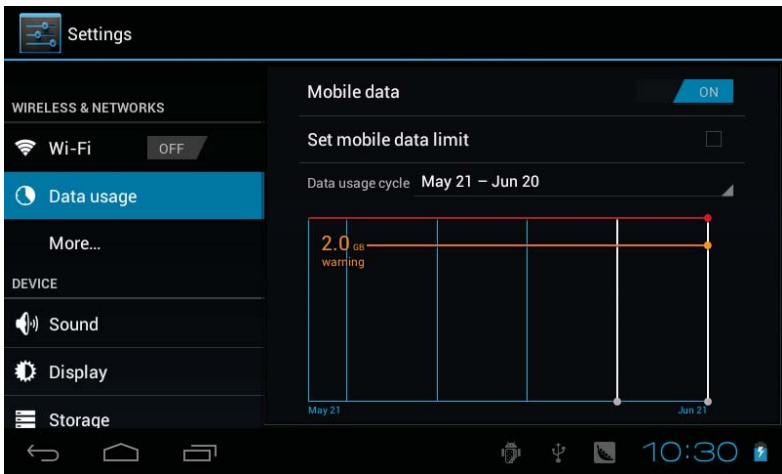 Settings
WIRELESS & NETWORKS
Wi-Fi OFF
Data usage
More...
DEVICE
Sound
Display
Storage
Mobile data ON
Set mobile data limit
Data usage cycle May 21 – Jun 20
2.0 GB
warning
May 21 Jun 21
10:30